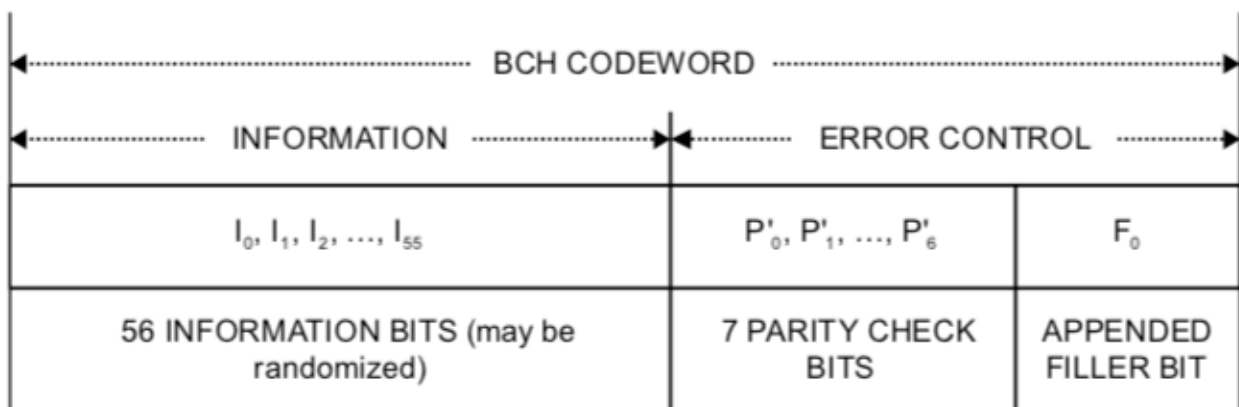 BCH CODEWORD
INFORMATION ERROR CONTROL
I₀, I₁, I₂, ..., I₅₅ P'₀, P'₁, ..., P'₆ F₀
56 INFORMATION BITS (may be 7 PARITY CHECK APPENDED
randomized) BITS FILLER BIT